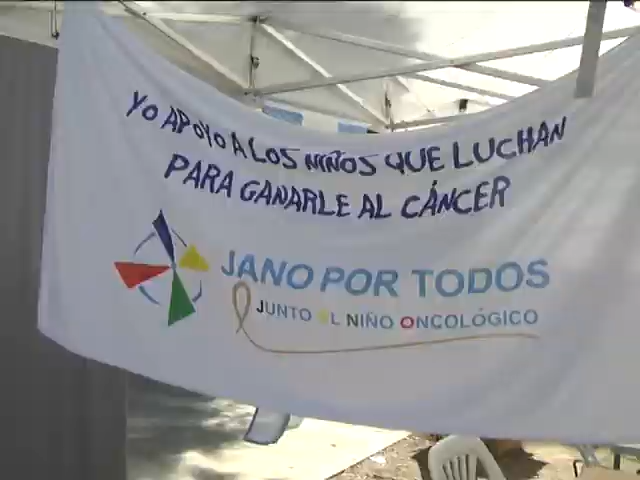 YO APOYO A LOS NIÑOS QUE LUCHAN
PARA GANARLE AL CÁNCER
JANO POR TODOS
JUNTO AL NIÑO ONCOLÓGICO